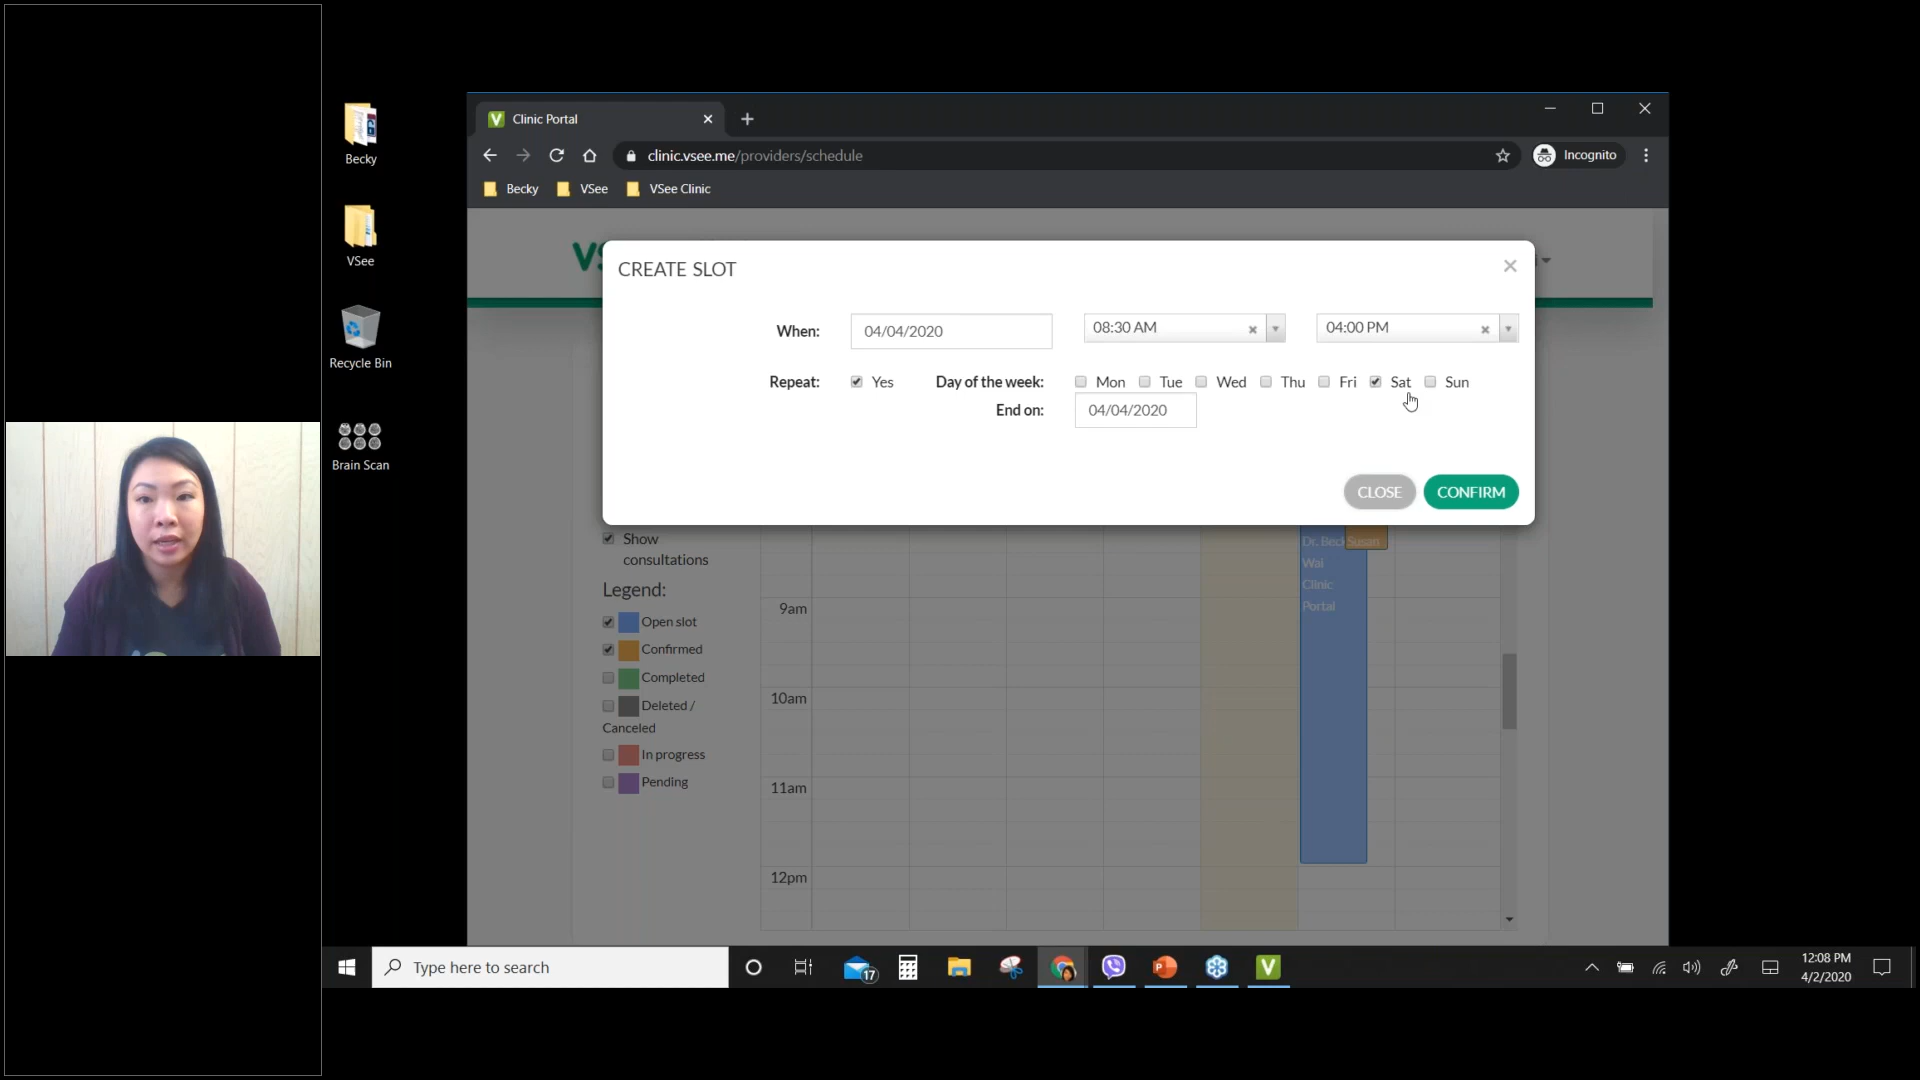 Becky
VSee
Recycle Bin
Brain Scan
Clinic Portal
clinic.vsee.me/providers/schedule
Incognito
Becky VSee VSee Clinic
CREATE SLOT
When: 04/04/2020 08:30 AM 04:00 PM
Repeat: Yes Day of the week: Mon Tue Wed Thu Fri Sat Sun
End on: 04/04/2020
CLOSE CONFIRM
Show
consultations
Legend:
Open slot
Confirmed
Completed
Deleted /
Canceled
In progress
Pending
9am
10am
11am
12pm
Susan
Wai
Clinic
Portal
Type here to search
17
12:08 PM
4/2/2020